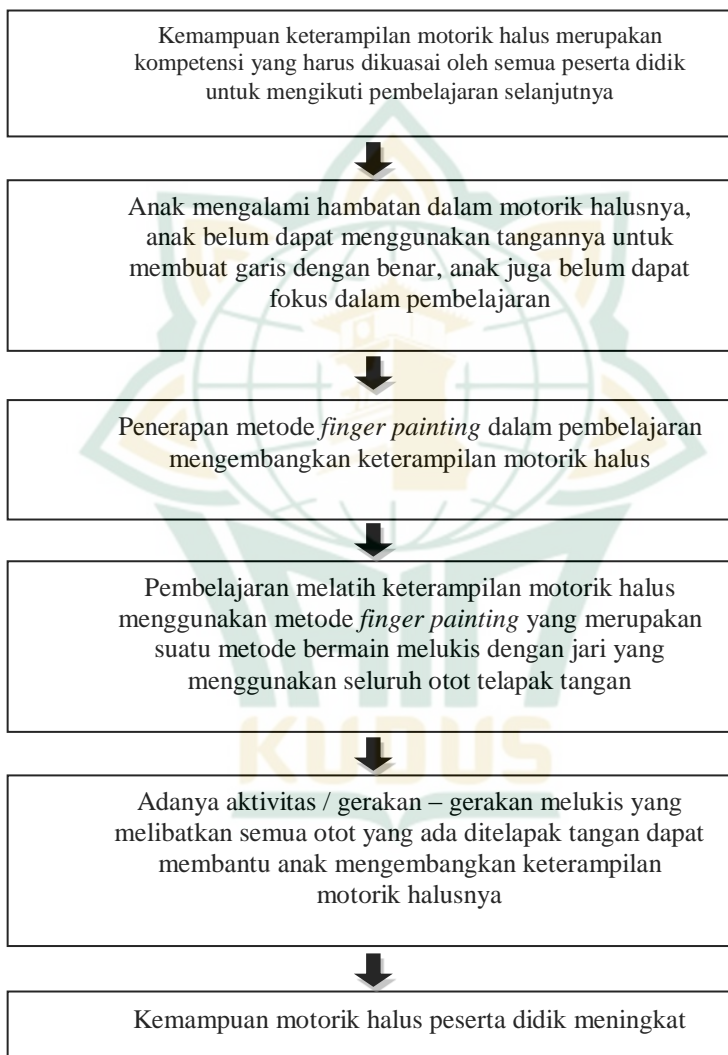 Kemampuan keterampilan motorik halus merupakan
kompetensi yang harus dikuasai oleh semua peserta didik
untuk mengikuti pembelajaran selanjutnya
Anak mengalami hambatan dalam motorik halusnya,
anak belum dapat menggunakan tangannya untuk
membuat garis dengan benar, anak juga belum dapat
fokus dalam pembelajaran
Penerapan metode finger painting dalam pembelajaran
mengembangkan keterampilan motorik halus
Pembelajaran melatih keterampilan motorik halus
menggunakan metode finger painting yang merupakan
suatu metode bermain melukis dengan jari yang
menggunakan seluruh otot telapak tangan
KUDUS
Adanya aktivitas / gerakan – gerakan melukis yang
melibatkan semua otot yang ada ditelapak tangan dapat
membantu anak mengembangkan keterampilan
motorik halusnya
Kemampuan motorik halus peserta didik meningkat